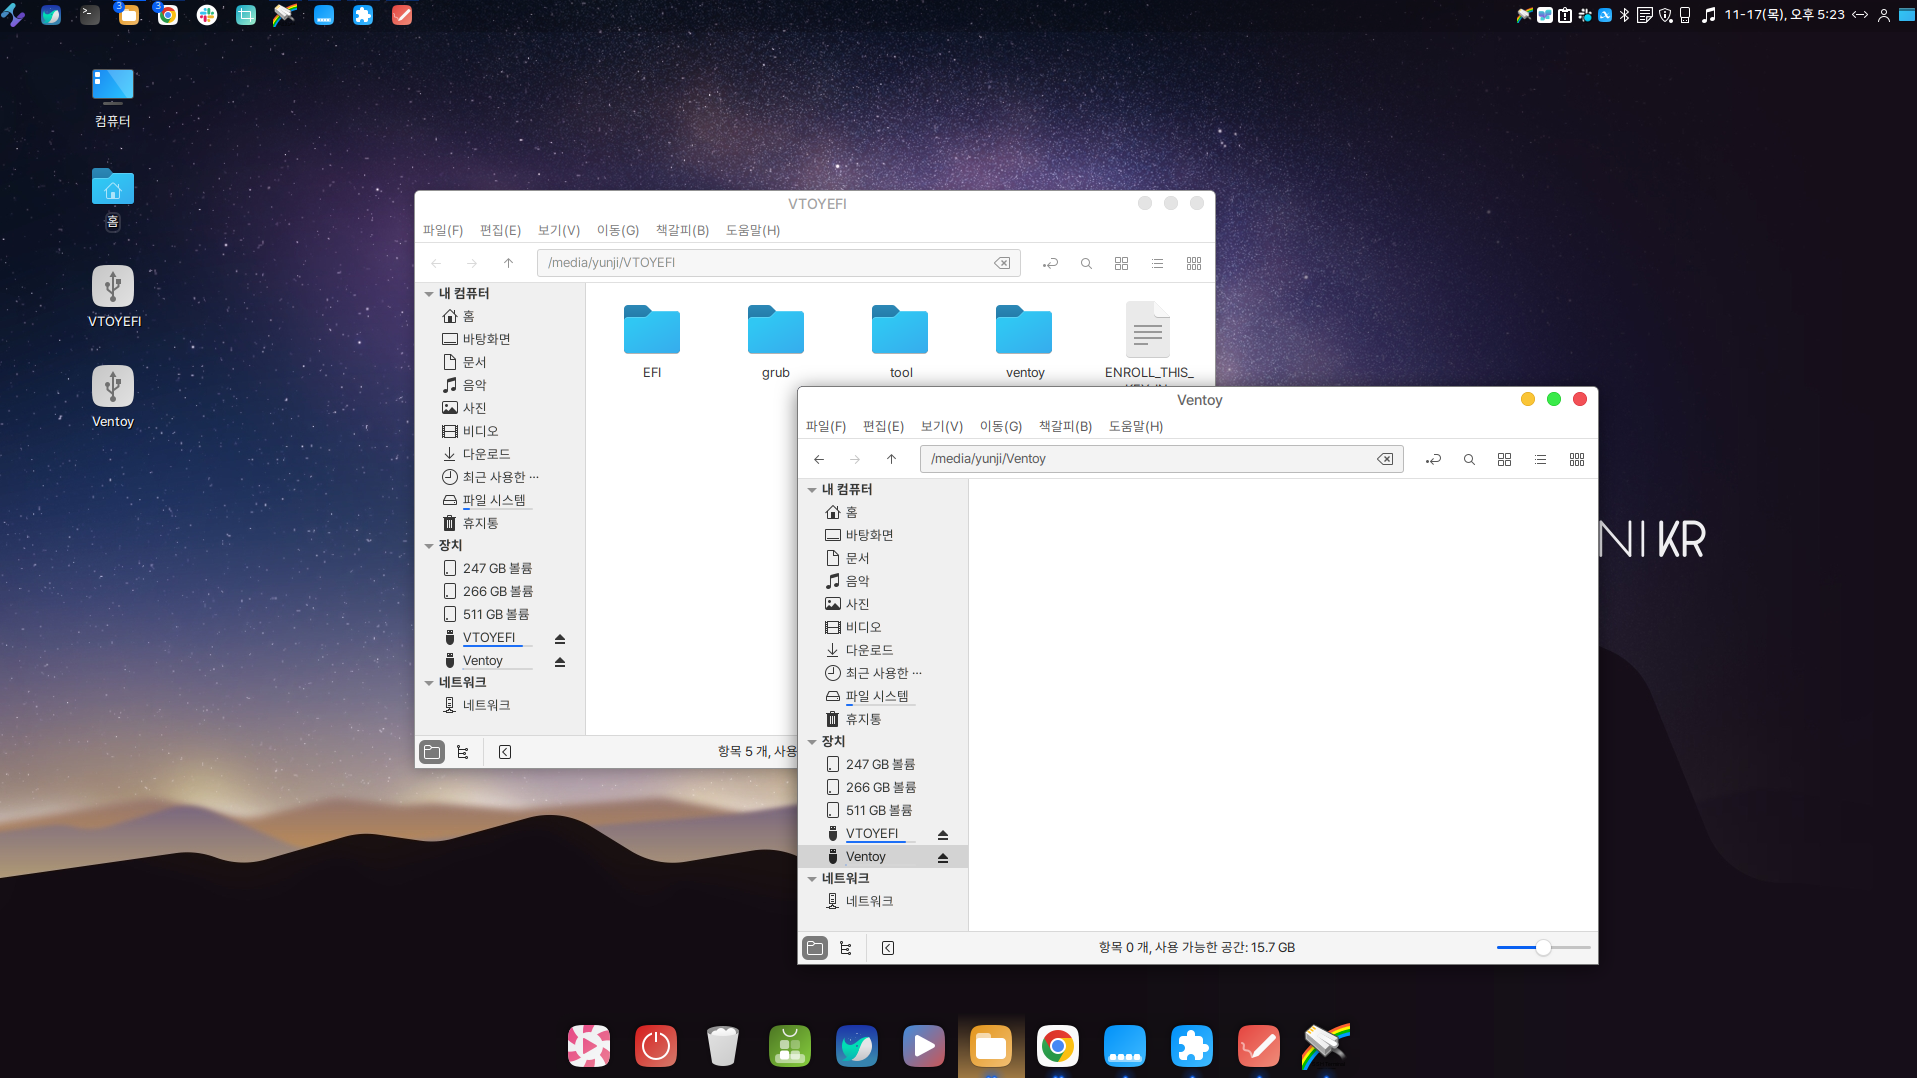 3
3
11-17(목), 오후 5:23
컴퓨터
홈
VTOYEFI
Ventoy
VTOYEFI
파일(F) 편집(E) 보기(V) 이동(G) 책갈피(B) 도움말(H)
/media/yunji/VTOYEFI
내 컴퓨터
홈
바탕화면
문서
음악
사진
비디오
다운로드
최근 사용한 ...
파일 시스템
휴지통
장치
247 GB 볼륨
266 GB 볼륨
511 GB 볼륨
VTOYEFI
Ventoy
네트워크
네트워크
EFI
grub
tool
ventoy
ENROLL_THIS_
항목 5 개, 사용
Ventoy
파일(F) 편집(E) 보기(V) 이동(G) 책갈피(B) 도움말(H)
/media/yunji/Ventoy
내 컴퓨터
홈
바탕화면
문서
음악
사진
비디오
다운로드
최근 사용한 ...
파일 시스템
휴지통
장치
247 GB 볼륨
266 GB 볼륨
511 GB 볼륨
VTOYEFI
Ventoy
네트워크
네트워크
항목 0 개, 사용 가능한 공간: 15.7 GB
NIKR